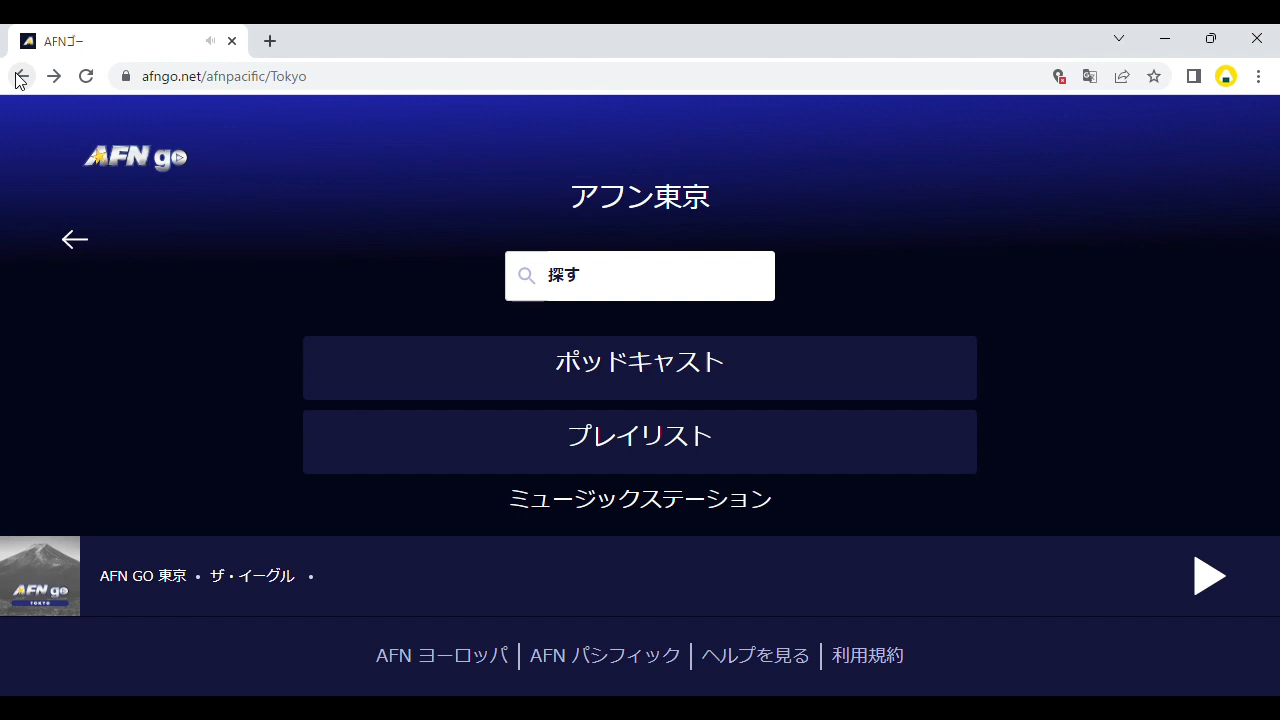 AFNゴー
afngo.net/afnpacific/Tokyo
AFN go
アフン東京
探す
ポッドキャスト
プレイリスト
ミュージックステーション
AFN go
TOKYO
AFN GO 東京 • ザ・イーグル •
AFN ヨーロッパ | AFN パシフィック | ヘルプを見る | 利用規約